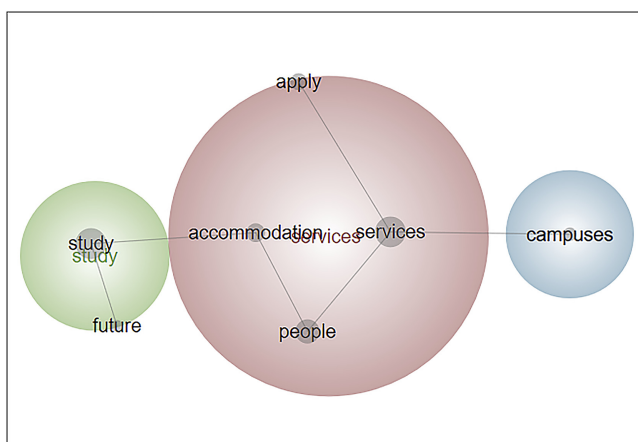 apply
accommodation
services
services
campuses
study
study
future
people